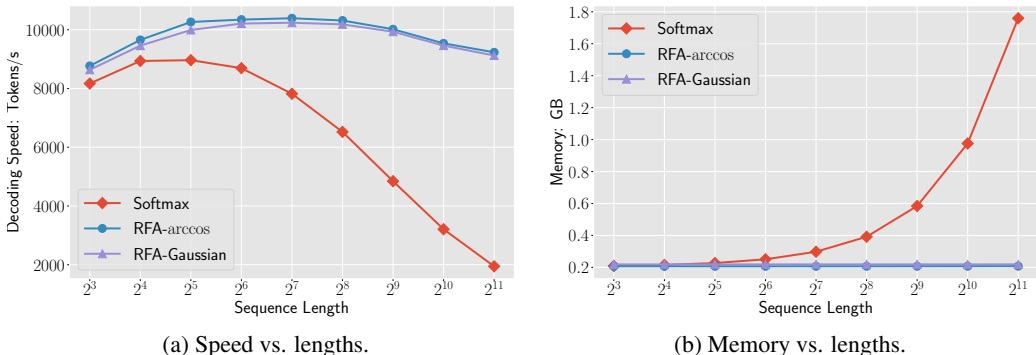 10000
8000
6000
4000
2000
Decoding Speed: Tokens/s
Softmax
RFA-arccos
RFA-Gaussian
2^3 2^4 2^5 2^6 2^7 2^8 2^9 2^10 2^11
Sequence Length
(a) Speed vs. lengths.
1.8
1.6
1.4
1.2
1.0
0.8
0.6
0.4
0.2
Memory: GB
Softmax
RFA-arccos
RFA-Gaussian
2^3 2^4 2^5 2^6 2^7 2^8 2^9 2^10 2^11
Sequence Length
(b) Memory vs. lengths.